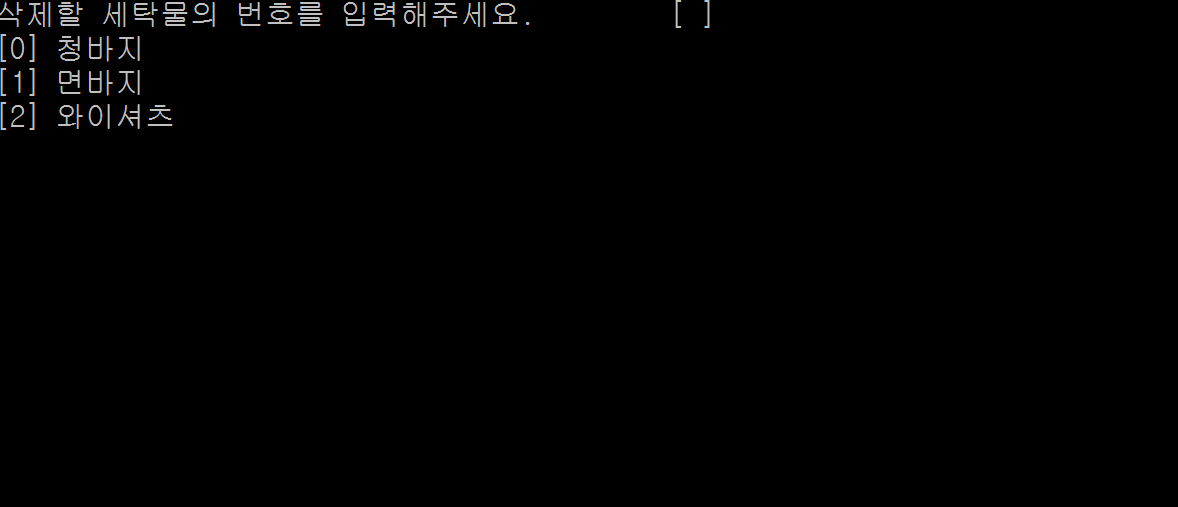 삭제할 세탁물의 번호를 입력해주세요. [ ]
[0] 청바지
[1] 면바지
[2] 와이셔츠